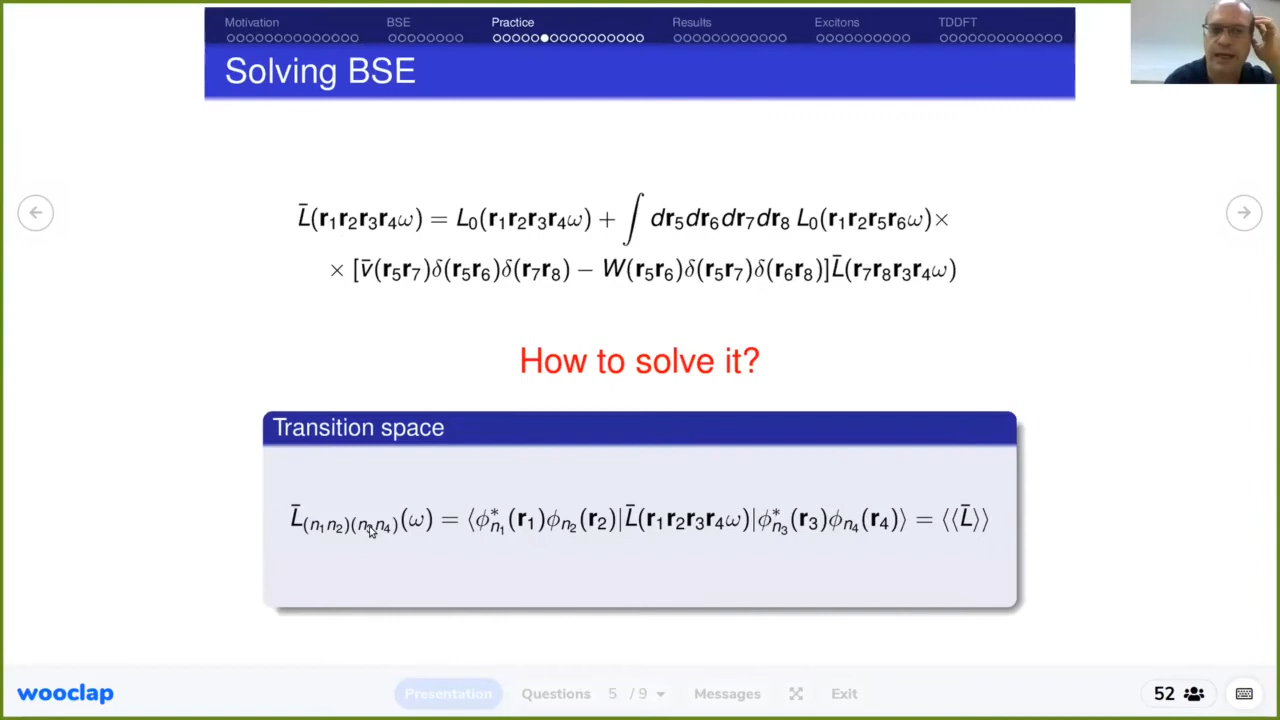 Motivation BSE Practice Results Excitons TDDFT
Solving BSE
L̄(r₁r₂r₃r₄ω) = L₀(r₁r₂r₃r₄ω) + ∫ dr₅dr₆dr₇dr₈ L₀(r₁r₂r₅r₆ω)×
× [v̄(r₅r₇)δ(r₅r₆)δ(r₇r₈) − W(r₅r₆)δ(r₅r₇)δ(r₆r₈)]L̄(r₇r₈r₃r₄ω)
How to solve it?
Transition space
L̄₍ₙ₁ₙ₂₎₍ₙ₃ₙ₄₎(ω) = ⟨ϕ*ₙ₁(r₁)ϕₙ₂(r₂)|L̄(r₁r₂r₃r₄ω)|ϕ*ₙ₃(r₃)ϕₙ₄(r₄)⟩ = ⟨⟨L̄⟩⟩
wooclap Presentation Questions 5 / 9 Messages Exit 52